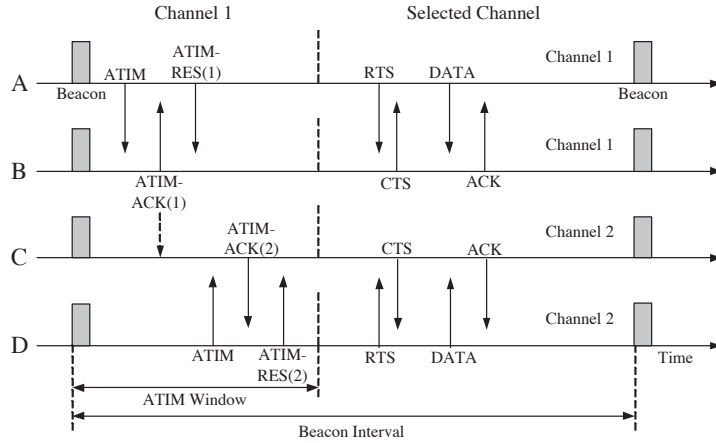 Channel 1
Selected Channel
ATIM-
RES(1)
ATIM
RTS
DATA
Channel 1
A
Beacon
Beacon
Channel 1
B
ATIM-
ACK(1)
CTS
ACK
ATIM-
ACK(2)
CTS
ACK
Channel 2
C
Channel 2
D
ATIM
ATIM-
RES(2)
RTS
DATA
Time
ATIM Window
Beacon Interval